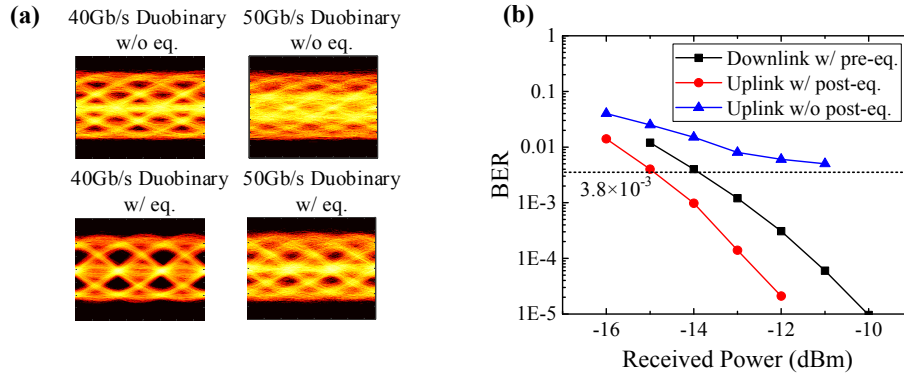 (a)
40Gb/s Duobinary
w/o eq.
50Gb/s Duobinary
w/o eq.
40Gb/s Duobinary
w/ eq.
50Gb/s Duobinary
w/ eq.
(b)
BER
1
0.1
0.01
1E-3
1E-4
1E-5
Downlink w/ pre-eq.
Uplink w/ post-eq.
Uplink w/o post-eq.
3.8×10⁻³
-16
-14
-12
-10
Received Power (dBm)